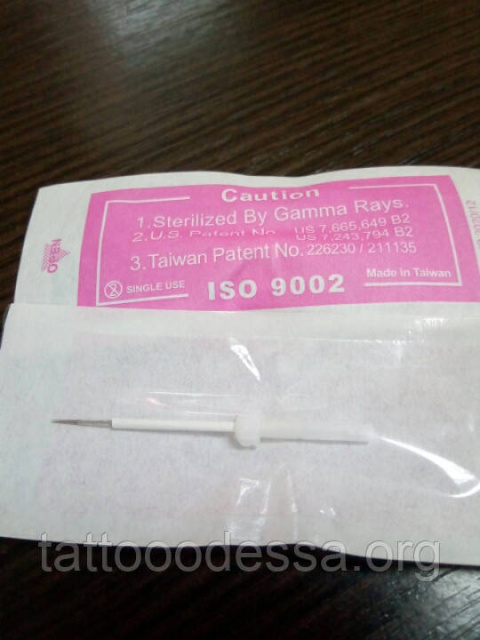 Caution
1.Sterilized By Gamma Rays.
2.U.S. Patent No. US 7,665,649 B2
US 7,243,794 B2
3.Taiwan Patent No. 226230 / 211135
SINGLE USE
ISO 9002
Made in Taiwan
OPEN
tattooodessa.org